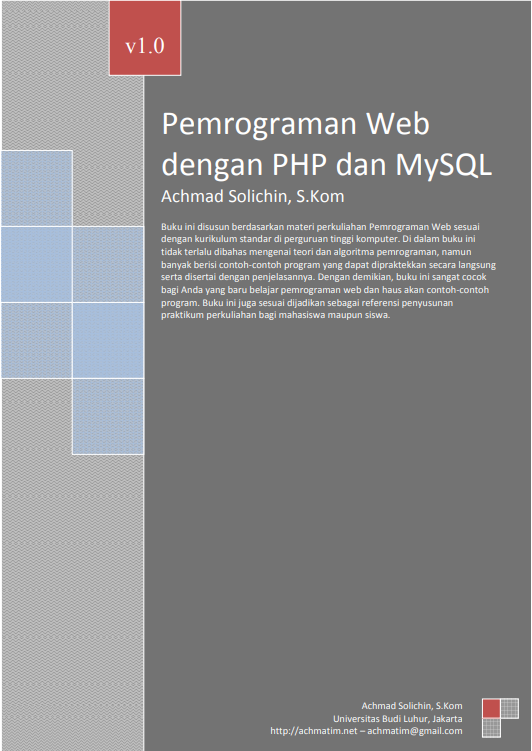 v1.0
Pemrograman Web
dengan PHP dan MySQL
Achmad Solichin, S.Kom
Buku ini disusun berdasarkan materi perkuliahan Pemrograman Web sesuai
dengan kurikulum standar di perguruan tinggi komputer. Di dalam buku ini
tidak terlalu dibahas mengenai teori dan algoritma pemrograman, namun
banyak berisi contoh-contoh program yang dapat dipraktekkan secara langsung
serta disertai dengan penjelasannya. Dengan demikian, buku ini sangat cocok
bagi Anda yang baru belajar pemrograman web dan haus akan contoh-contoh
program. Buku ini juga sesuai dijadikan sebagai referensi penyusunan
praktikum perkuliahan bagi mahasiswa maupun siswa.
Achmad Solichin, S.Kom
Universitas Budi Luhur, Jakarta
http://achmatim.net – achmatim@gmail.com